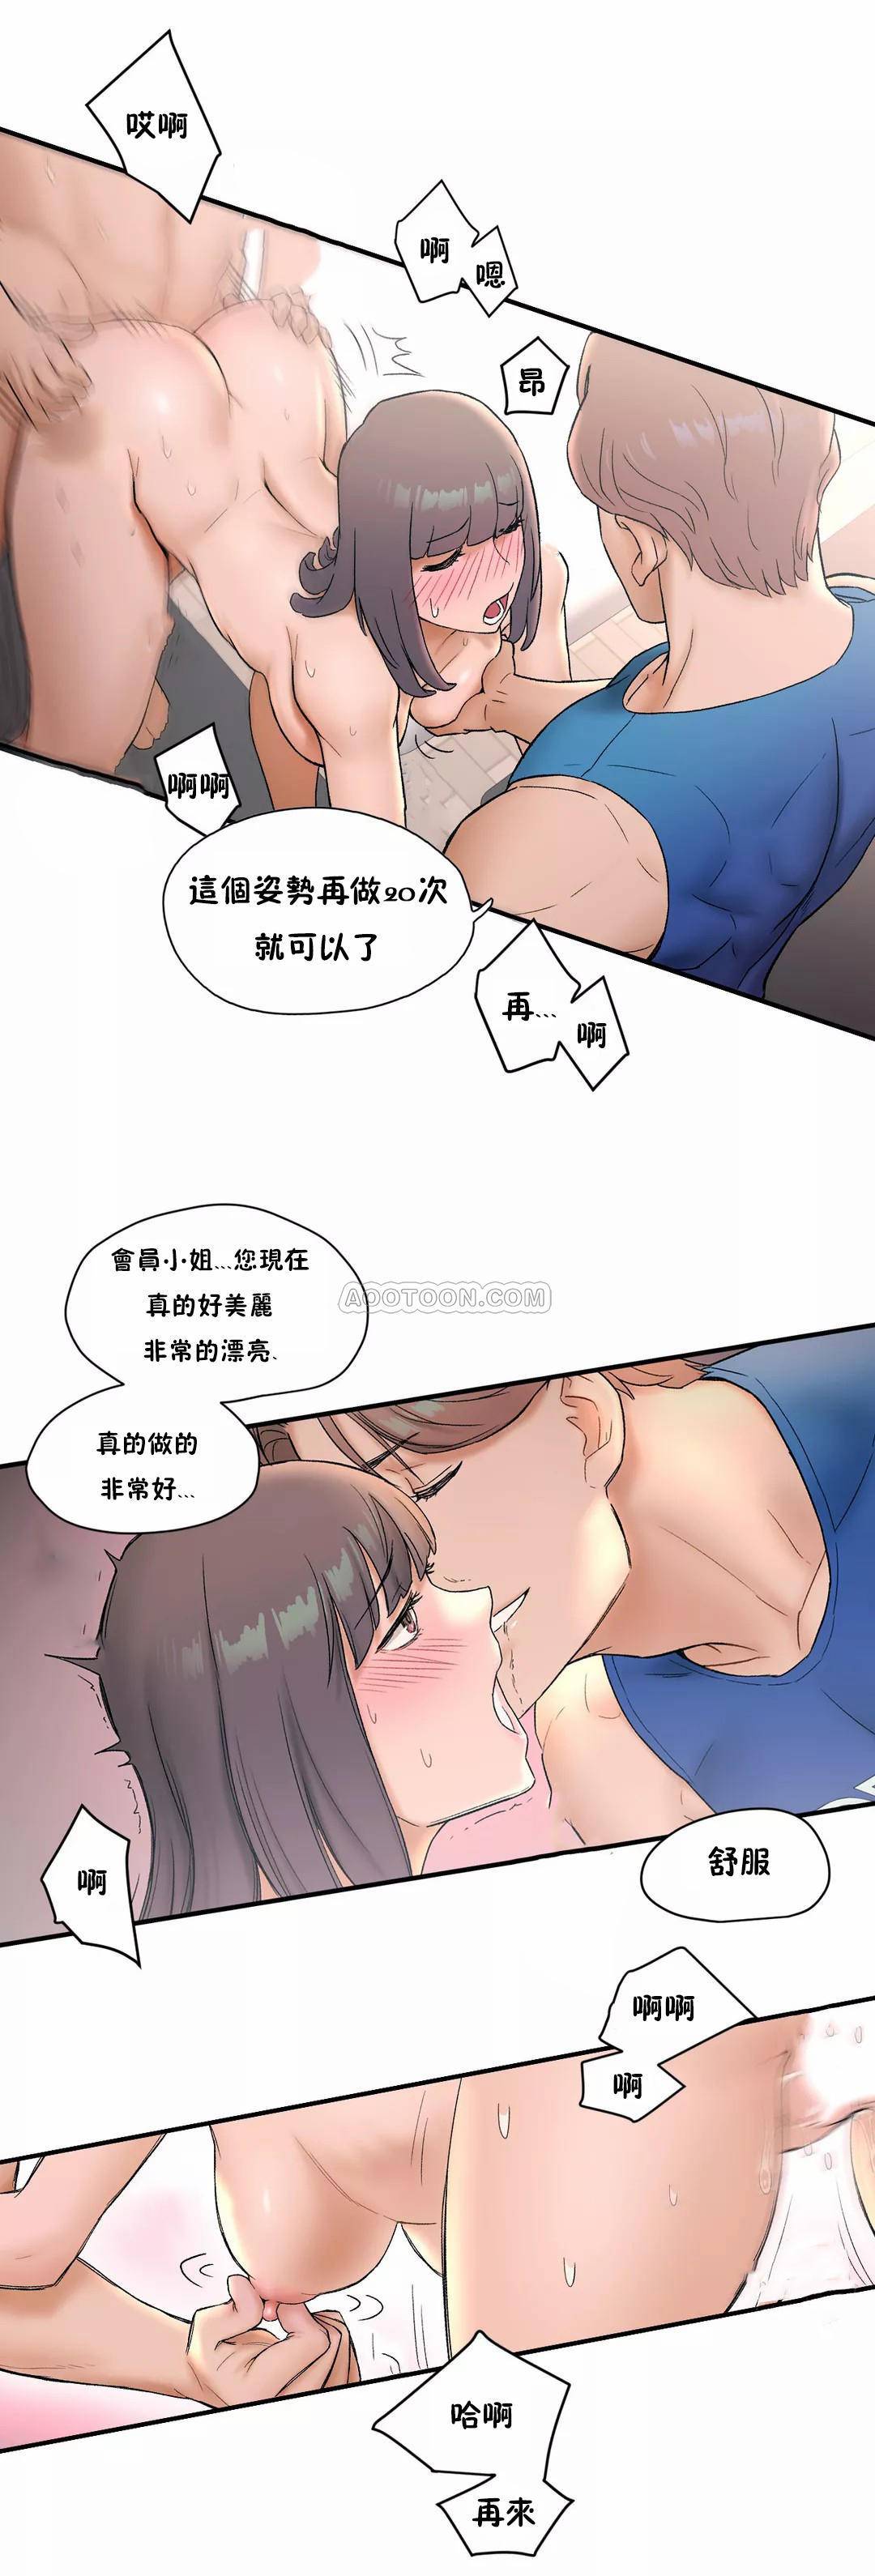 哎啊
啊
嗯
昂
啊啊
這個姿勢再做20次
就可以了
再...
啊
會員小姐...您現在
真的好美麗
非常的漂亮.
AOOTOON.COM
真的做的
非常好...
啊
舒服
啊啊
啊
哈啊
再來